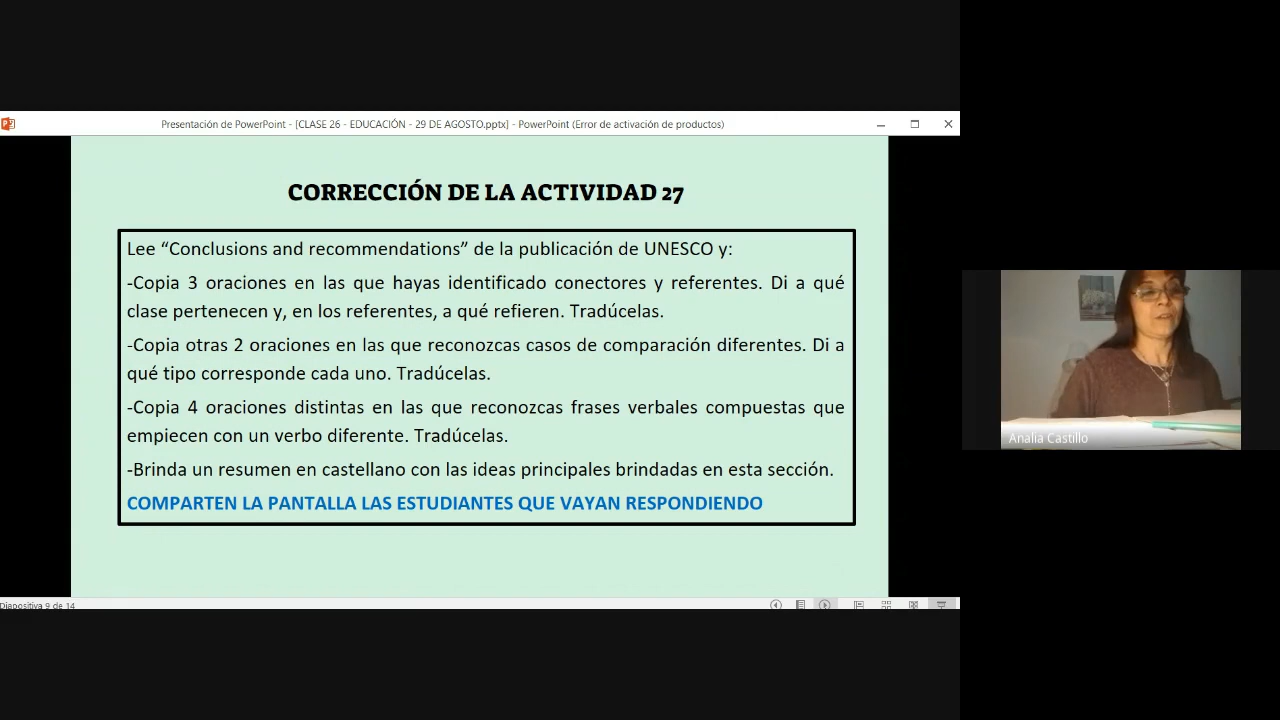 Presentación de PowerPoint - [CLASE 26 - EDUCACIÓN - 29 DE AGOSTO.pptx] - PowerPoint (Error de activación de productos)
CORRECCIÓN DE LA ACTIVIDAD 27
Lee “Conclusions and recommendations” de la publicación de UNESCO y:
-Copia 3 oraciones en las que hayas identificado conectores y referentes. Di a qué
clase pertenecen y, en los referentes, a qué refieren. Tradúcelas.
-Copia otras 2 oraciones en las que reconozcas casos de comparación diferentes. Di a
qué tipo corresponde cada uno. Tradúcelas.
-Copia 4 oraciones distintas en las que reconozcas frases verbales compuestas que
empiecen con un verbo diferente. Tradúcelas.
-Brinda un resumen en castellano con las ideas principales brindadas en esta sección.
COMPARTEN LA PANTALLA LAS ESTUDIANTES QUE VAYAN RESPONDIENDO
Diapositiva 9 de 14
Analia Castillo